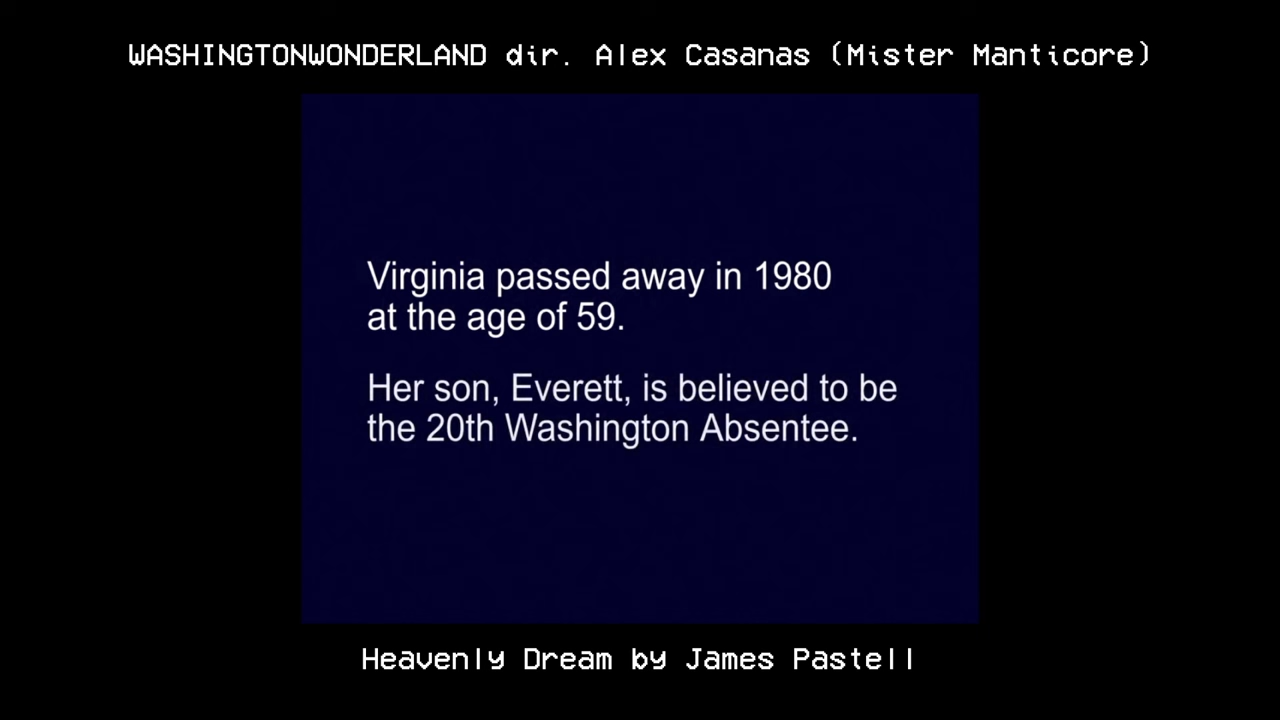 WASHINGTONWONDERLAND dir. Alex Casanas (Mister Manticore)
Virginia passed away in 1980
at the age of 59.
Her son, Everett, is believed to be
the 20th Washington Absentee.
Heavenly Dream by James Pastell